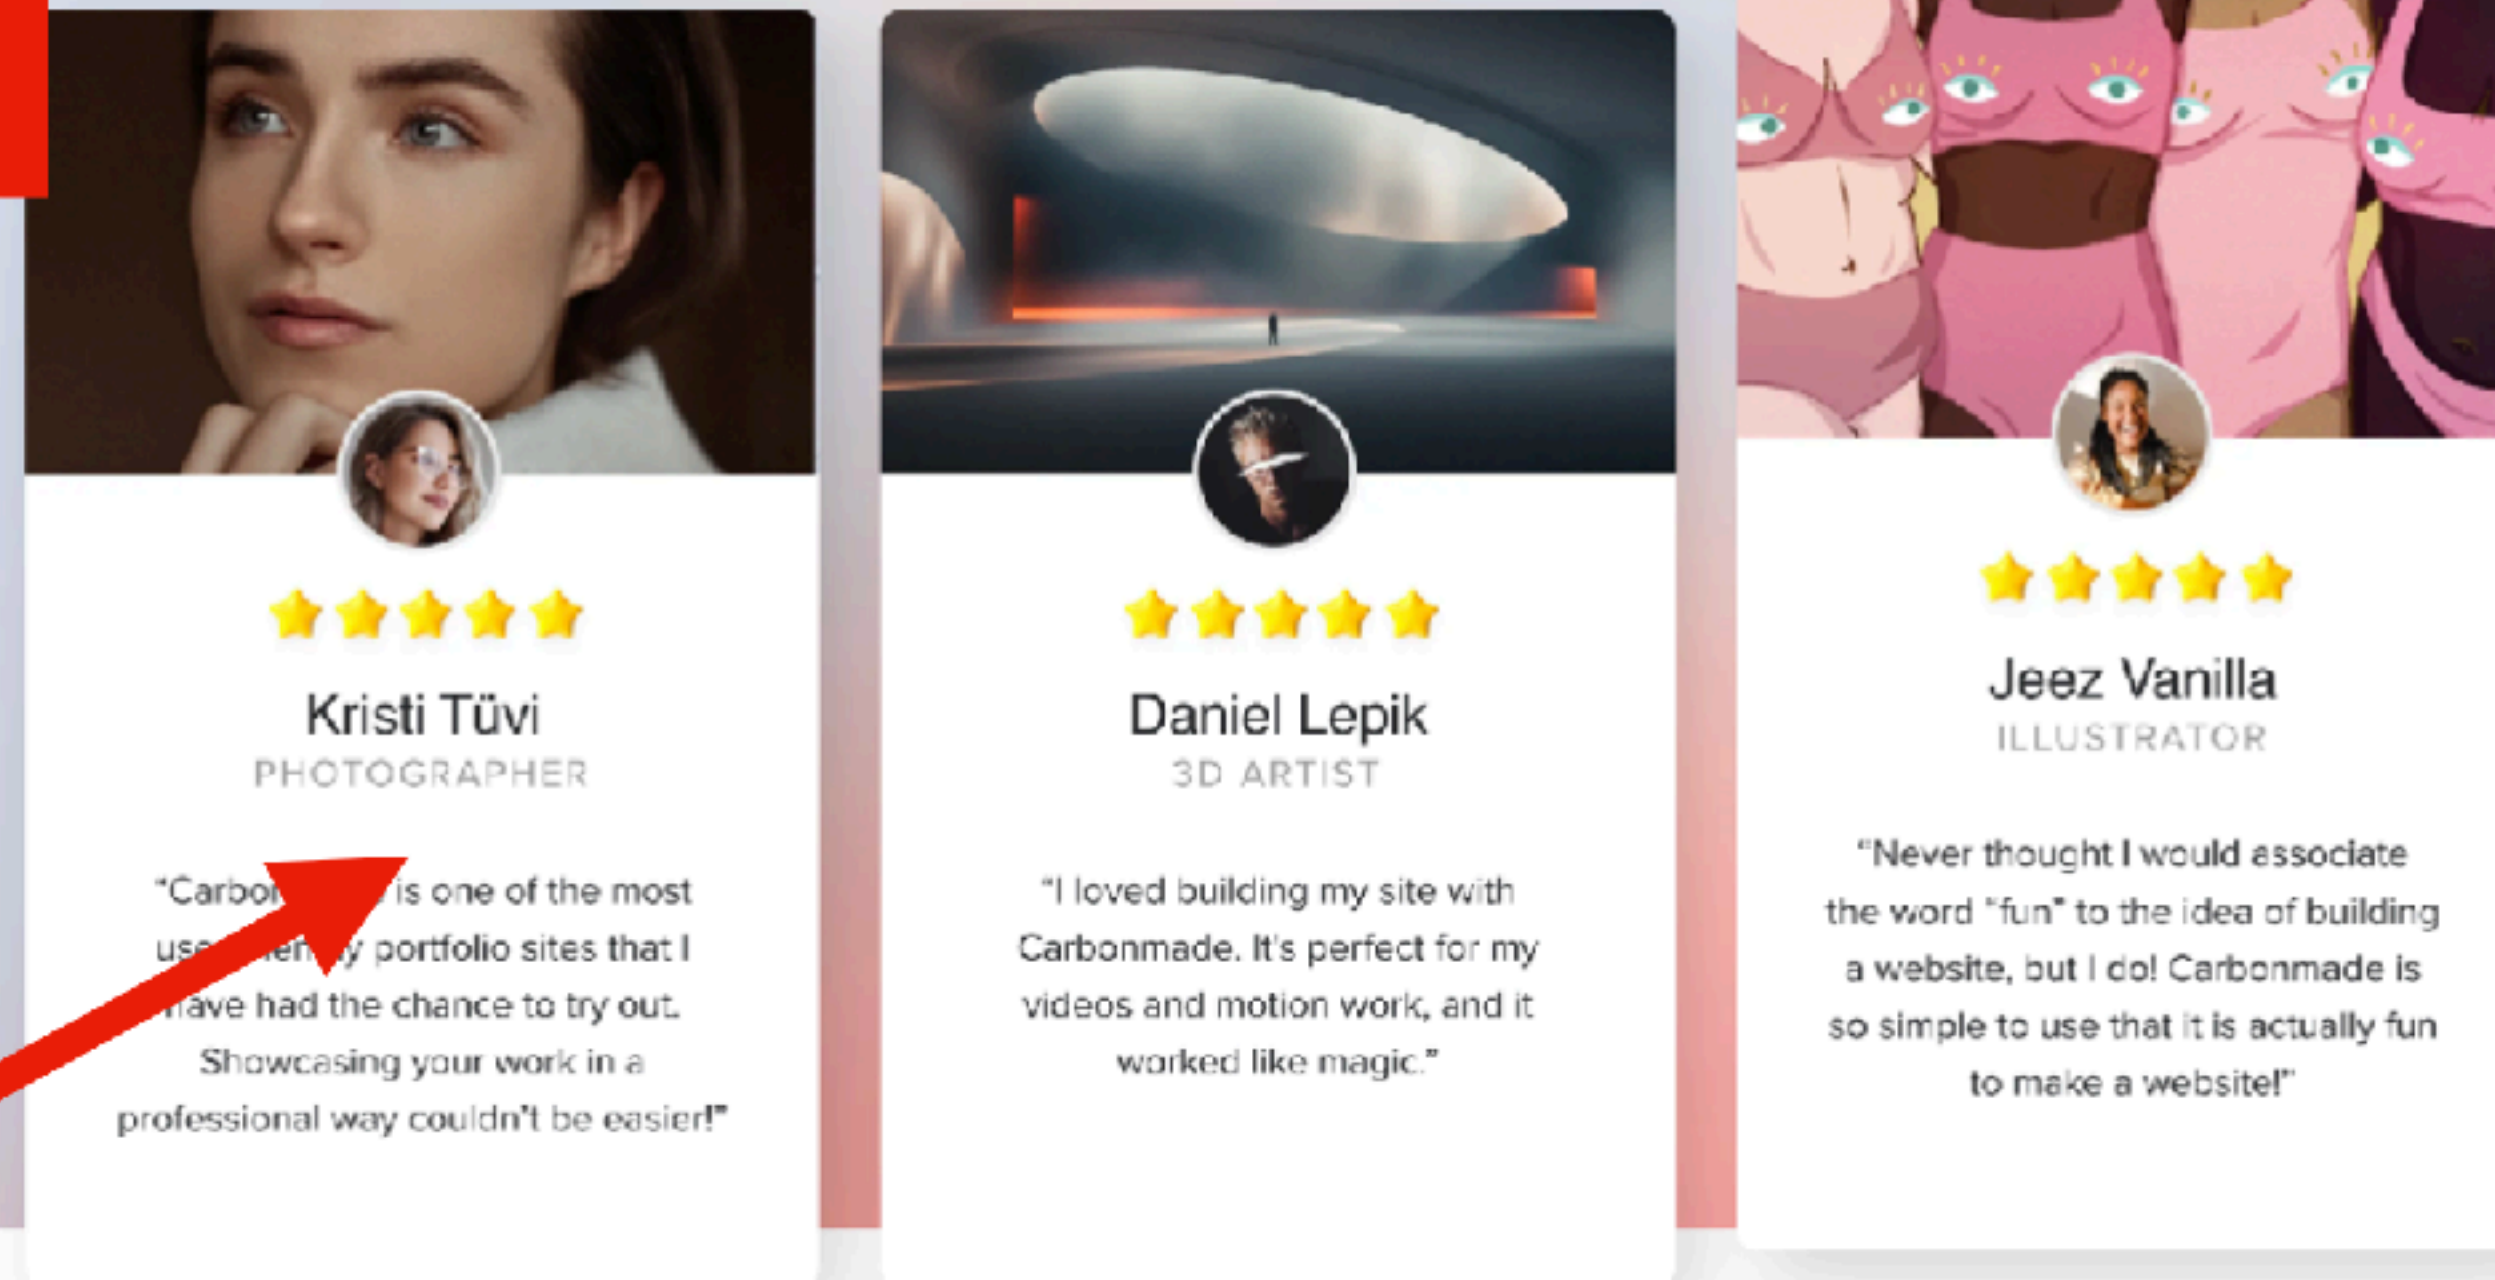 Kristi Tüvi
PHOTOGRAPHER
is one of the most
portfolio sites that I
have had the chance to try out.
Showcasing your work in a
professional way couldn't be easier!"
Daniel Lepik
3D ARTIST
"I loved building my site with
Carbonmade. It's perfect for my
videos and motion work, and it
worked like magic."
Jeez Vanilla
ILLUSTRATOR
"Never thought I would associate
the word "fun" to the idea of building
a website, but I do! Carbonmade is
so simple to use that it is actually fun
to make a website!"